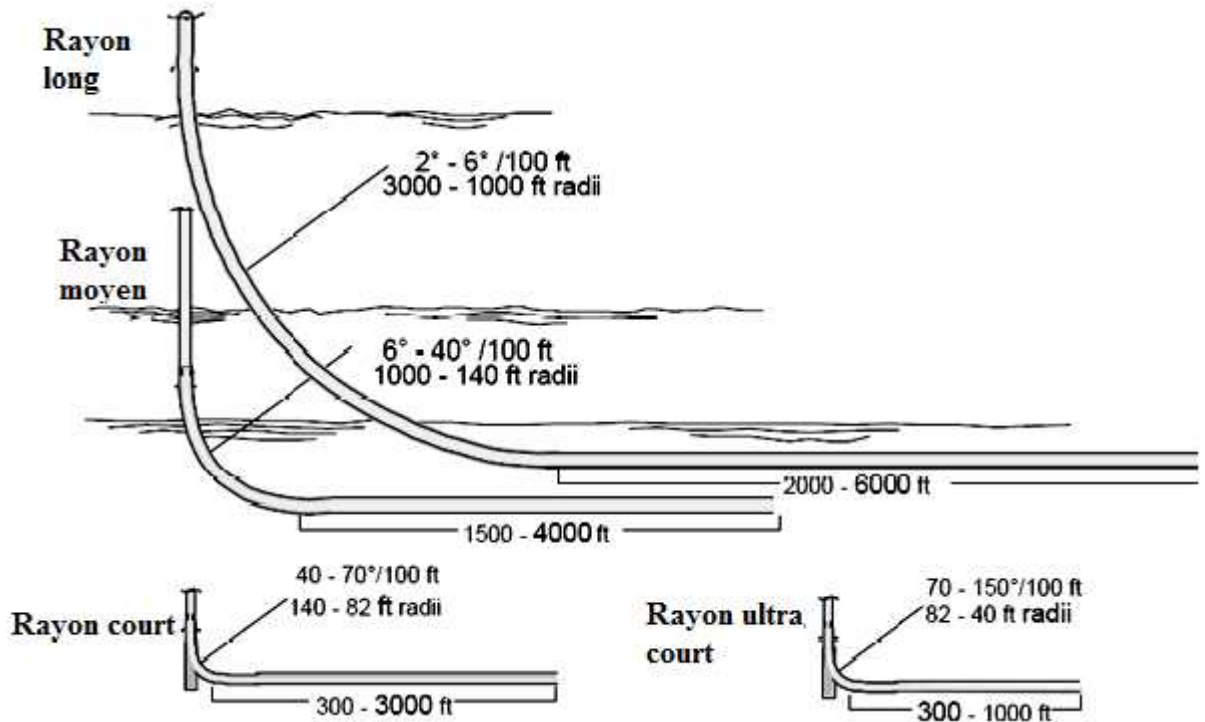 Rayon
long
2° - 6° /100 ft
3000 - 1000 ft radii
Rayon
moyen
6° - 40° /100 ft
1000 - 140 ft radii
2000 - 6000 ft
1500 - 4000 ft
40 - 70°/100 ft
140 - 82 ft radii
Rayon court
300 - 3000 ft
70 - 150°/100 ft
82 - 40 ft radii
Rayon ultra
court
300 - 1000 ft